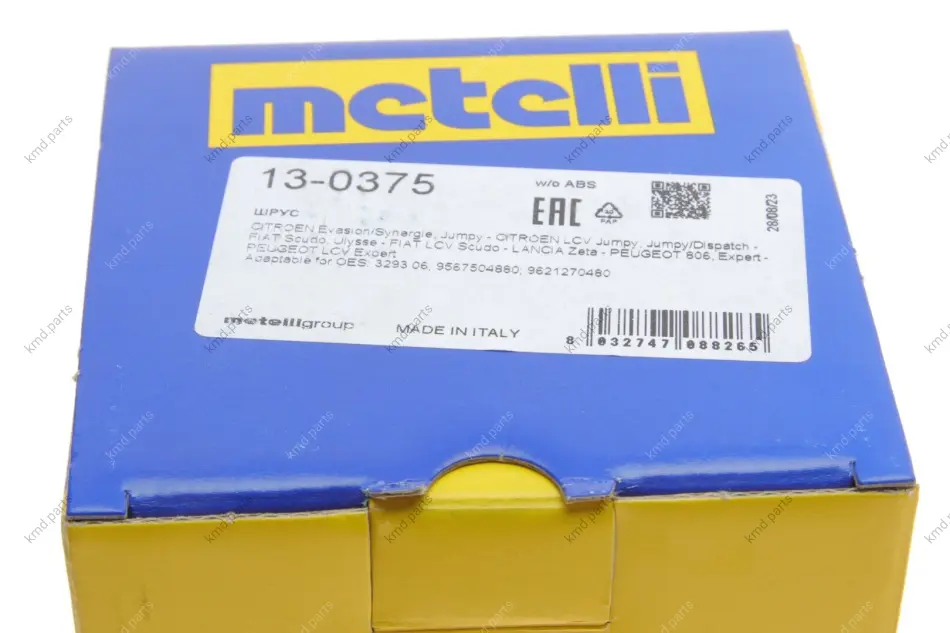 metelli
13-0375
w/o ABS
28/08/23
EAC
PAP
ШРУС
CITROEN Evasion/Synergie, Jumpy - CITROEN LCV Jumpy, Jumpy/Dispatch -
FIAT Scudo, Ulysse - FIAT LCV Scudo - LANCIA Zeta - PEUGEOT 806, Expert -
PEUGEOT LCV Expert
Adaptable for OES: 3293 06; 9567504880; 9621270480
metelligroup
MADE IN ITALY
8 032747 088265
kmd.parts